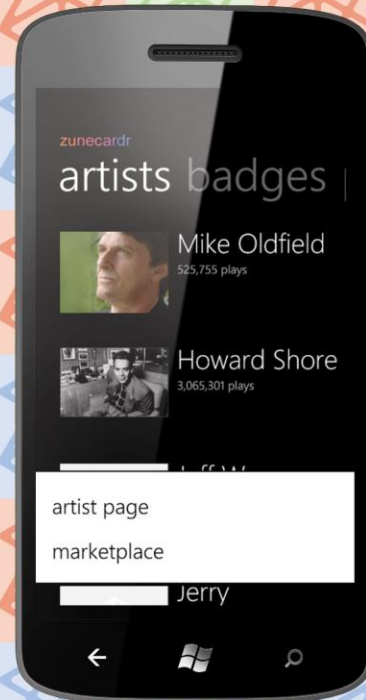 zunecardr
artists badges
Mike Oldfield
525,755 plays
Howard Shore
3,065,301 plays
artist page
marketplace
Jerry